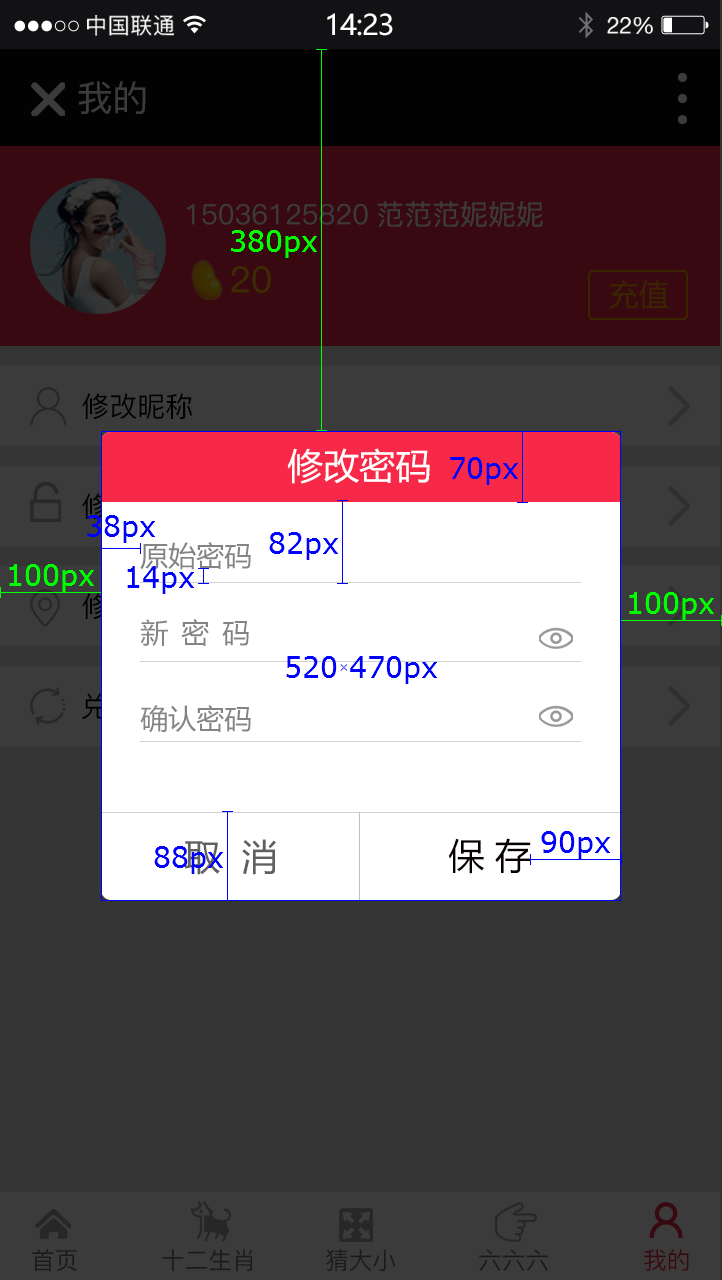 中国联通 14:23 22%
我的
15036125820 范范范妮妮妮
380px
20
充值
修改昵称
修改密码 70px
修
38px
原始密码 82px
14px
100px
100px
修
新 密 码
520×470px
确认密码
兑
88px
取 消
保 存 90px
首页 十二生肖 猜大小 六六六 我的